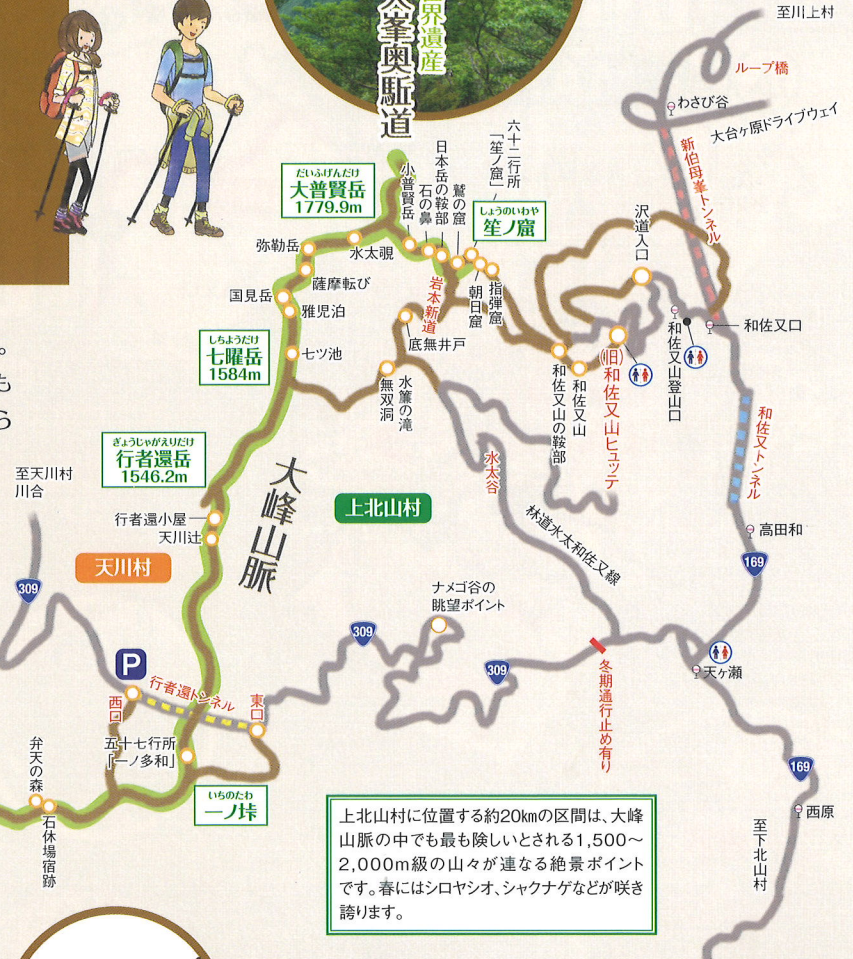 至川上村
ループ橋
わさび谷
大台ヶ原ドライブウェイ
新伯母峯トンネル
世界遺産
大峯奥駈道
だいふげんだけ
大普賢岳
1779.9m
小普賢岳
石の鼻
日本岳の鞍部
鷲の窟
六十二行所
「笙ノ窟」
しょうのいわや
笙ノ窟
弥勒岳
水太覗
薩摩転び
国見岳
雅児泊
岩本新道
朝日窟
指弾窟
沢道入口
和佐又口
和佐又山登山口
底無井戸
しちようだけ
七曜岳
1584m
七ツ池
無双洞
水簾の滝
和佐又山の鞍部
和佐又山
(旧)和佐又山ヒュッテ
和佐又トンネル
ぎょうじゃがえりだけ
行者還岳
1546.2m
至天川村
川合
行者還小屋
天川辻
大峰山脈
上北山村
水太谷
林道水太和佐又線
高田和
169
天川村
309
ナメゴ谷の
眺望ポイント
309
309
天ヶ瀬
冬期通行止め有り
P
行者還トンネル
西口
東口
五十七行所
「一ノ多和」
弁天の森
石休場宿跡
いちのたわ
一ノ垰
169
西原
至下北山村
上北山村に位置する約20kmの区間は、大峰
山脈の中でも最も険しいとされる1,500～
2,000m級の山々が連なる絶景ポイント
です。春にはシロヤシオ、シャクナゲなどが咲き
誇ります。
。
も
ら